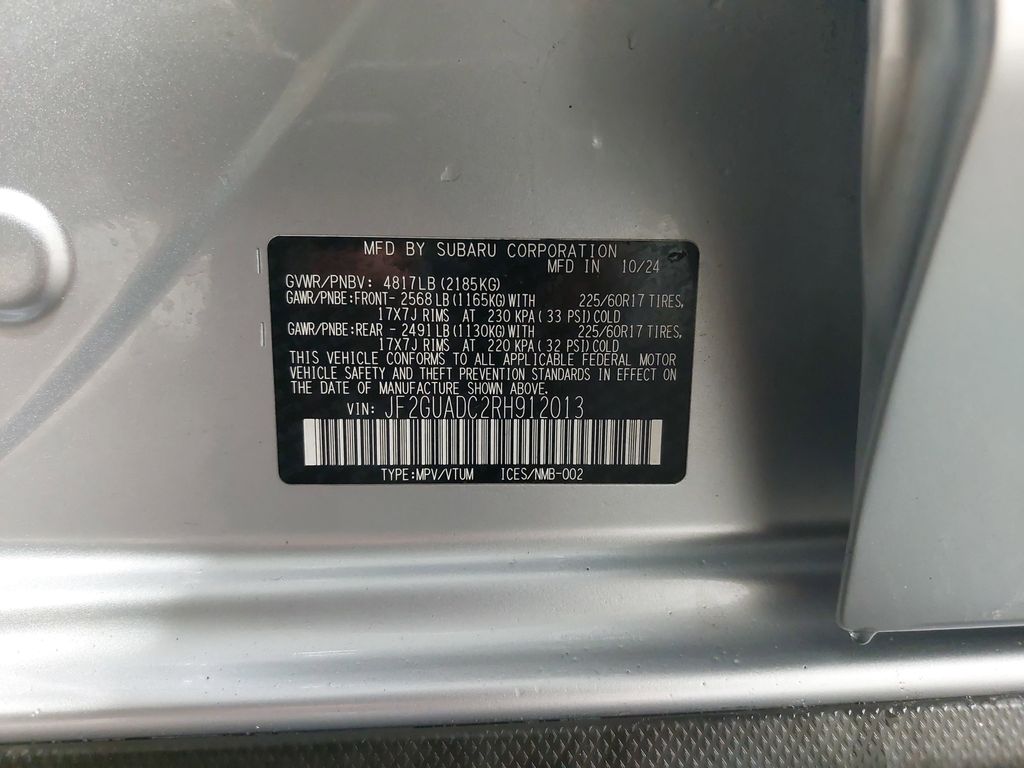 MFD BY SUBARU CORPORATION
MFD IN 10/24
GVWR/PNBV: 4817LB (2185KG)
GAWR/PNBE:FRONT- 2568 LB (1165KG) WITH 225/60R17 TIRES,
17X7J RIMS AT 230 KPA ( 33 PSI) COLD
GAWR/PNBE:REAR - 2491 LB (1130KG) WITH 225/60R17 TIRES,
17X7J RIMS AT 220 KPA ( 32 PSI) COLD
THIS VEHICLE CONFORMS TO ALL APPLICABLE FEDERAL MOTOR
VEHICLE SAFETY AND THEFT PREVENTION STANDARDS IN EFFECT ON
THE DATE OF MANUFACTURE SHOWN ABOVE.
VIN: JF2GUADC2RH912013
TYPE:MPV/VTUM ICES/NMB-002